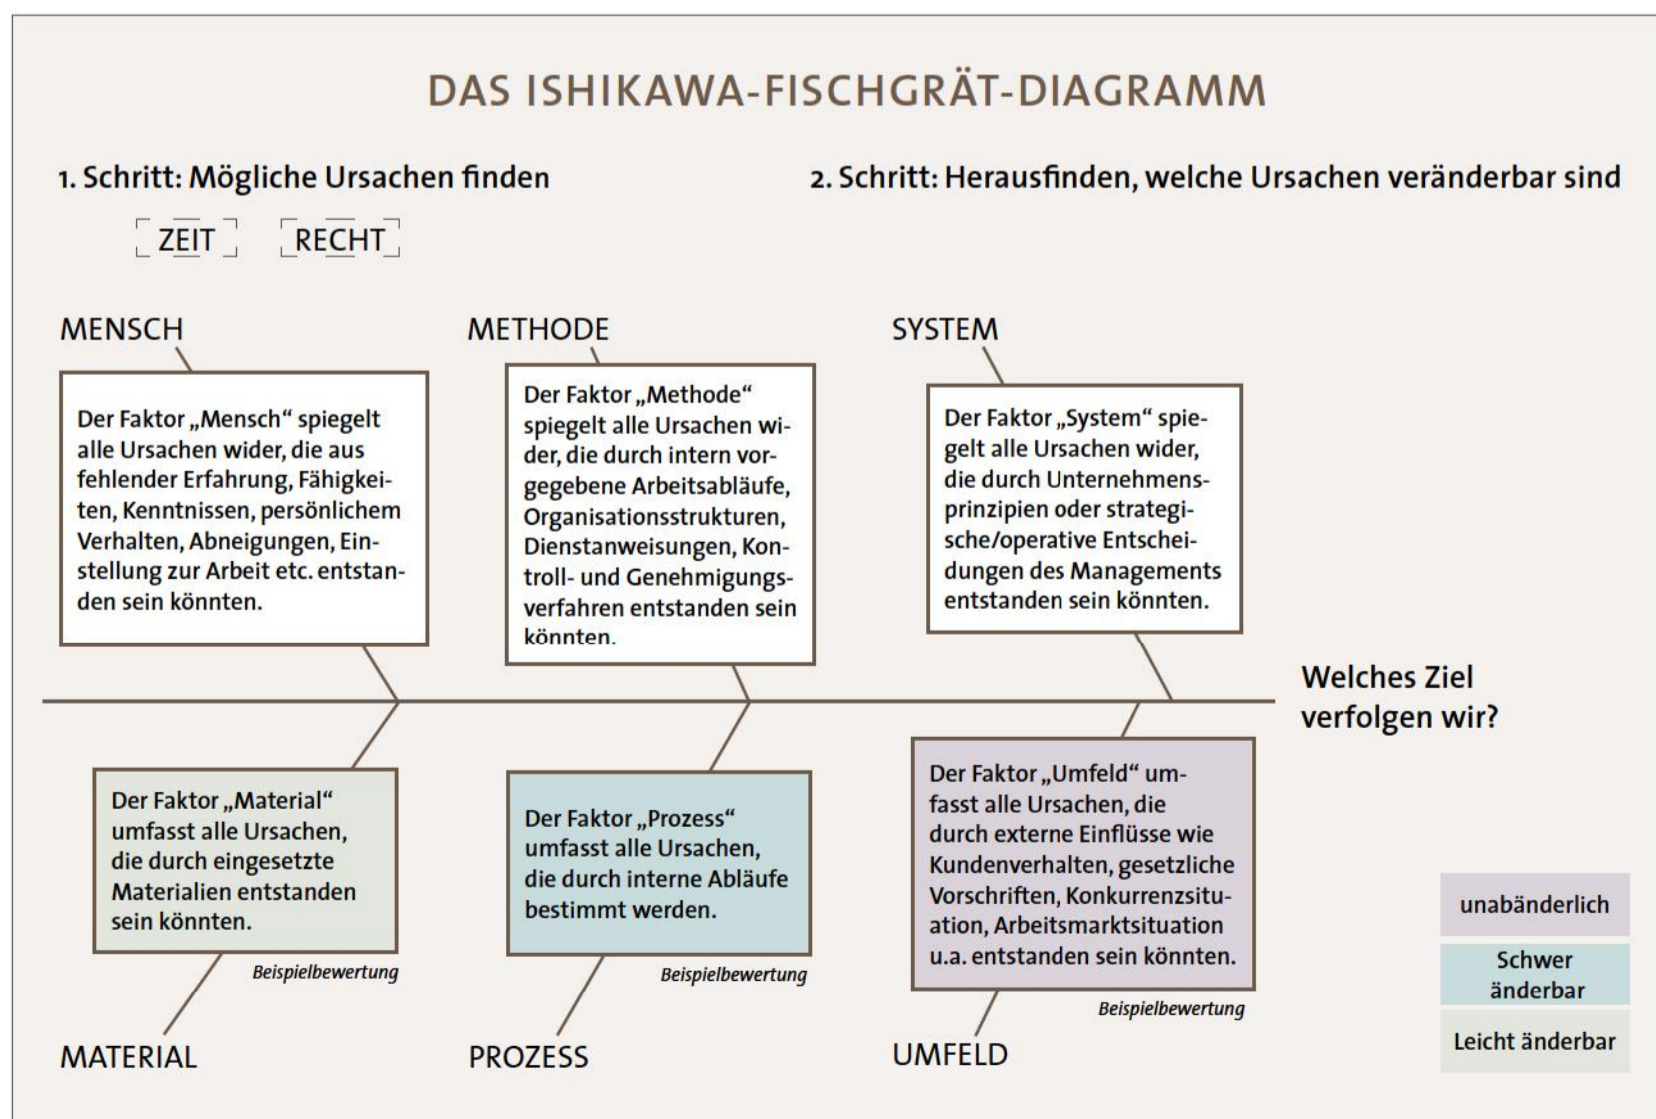 DAS ISHIKAWA-FISCHGRÄT-DIAGRAMM
1. Schritt: Mögliche Ursachen finden
2. Schritt: Herausfinden, welche Ursachen veränderbar sind
ZEIT
RECHT
MENSCH
Der Faktor „Mensch“ spiegelt
alle Ursachen wider, die aus
fehlender Erfahrung, Fähigkei-
ten, Kenntnissen, persönlichem
Verhalten, Abneigungen, Ein-
stellung zur Arbeit etc. entstan-
den sein könnten.
METHODE
Der Faktor „Methode“
spiegelt alle Ursachen wi-
der, die durch intern vor-
gegebene Arbeitsabläufe,
Organisationsstrukturen,
Dienstanweisungen, Kon-
troll- und Genehmigungs-
verfahren entstanden sein
könnten.
SYSTEM
Der Faktor „System“ spie-
gelt alle Ursachen wider,
die durch Unternehmens-
prinzipien oder strategi-
sche/operative Entschei-
dungen des Managements
entstanden sein könnten.
Welches Ziel
verfolgen wir?
Der Faktor „Material“
umfasst alle Ursachen,
die durch eingesetzte
Materialien entstanden
sein könnten.
Beispielbewertung
MATERIAL
Der Faktor „Prozess“
umfasst alle Ursachen,
die durch interne Abläufe
bestimmt werden.
Beispielbewertung
PROZESS
Der Faktor „Umfeld“ um-
fasst alle Ursachen, die
durch externe Einflüsse wie
Kundenverhalten, gesetzliche
Vorschriften, Konkurrenzsitu-
ation, Arbeitsmarktsituation
u.a. entstanden sein könnten.
Beispielbewertung
UMFELD
unabänderlich
Schwer
änderbar
Leicht änderbar